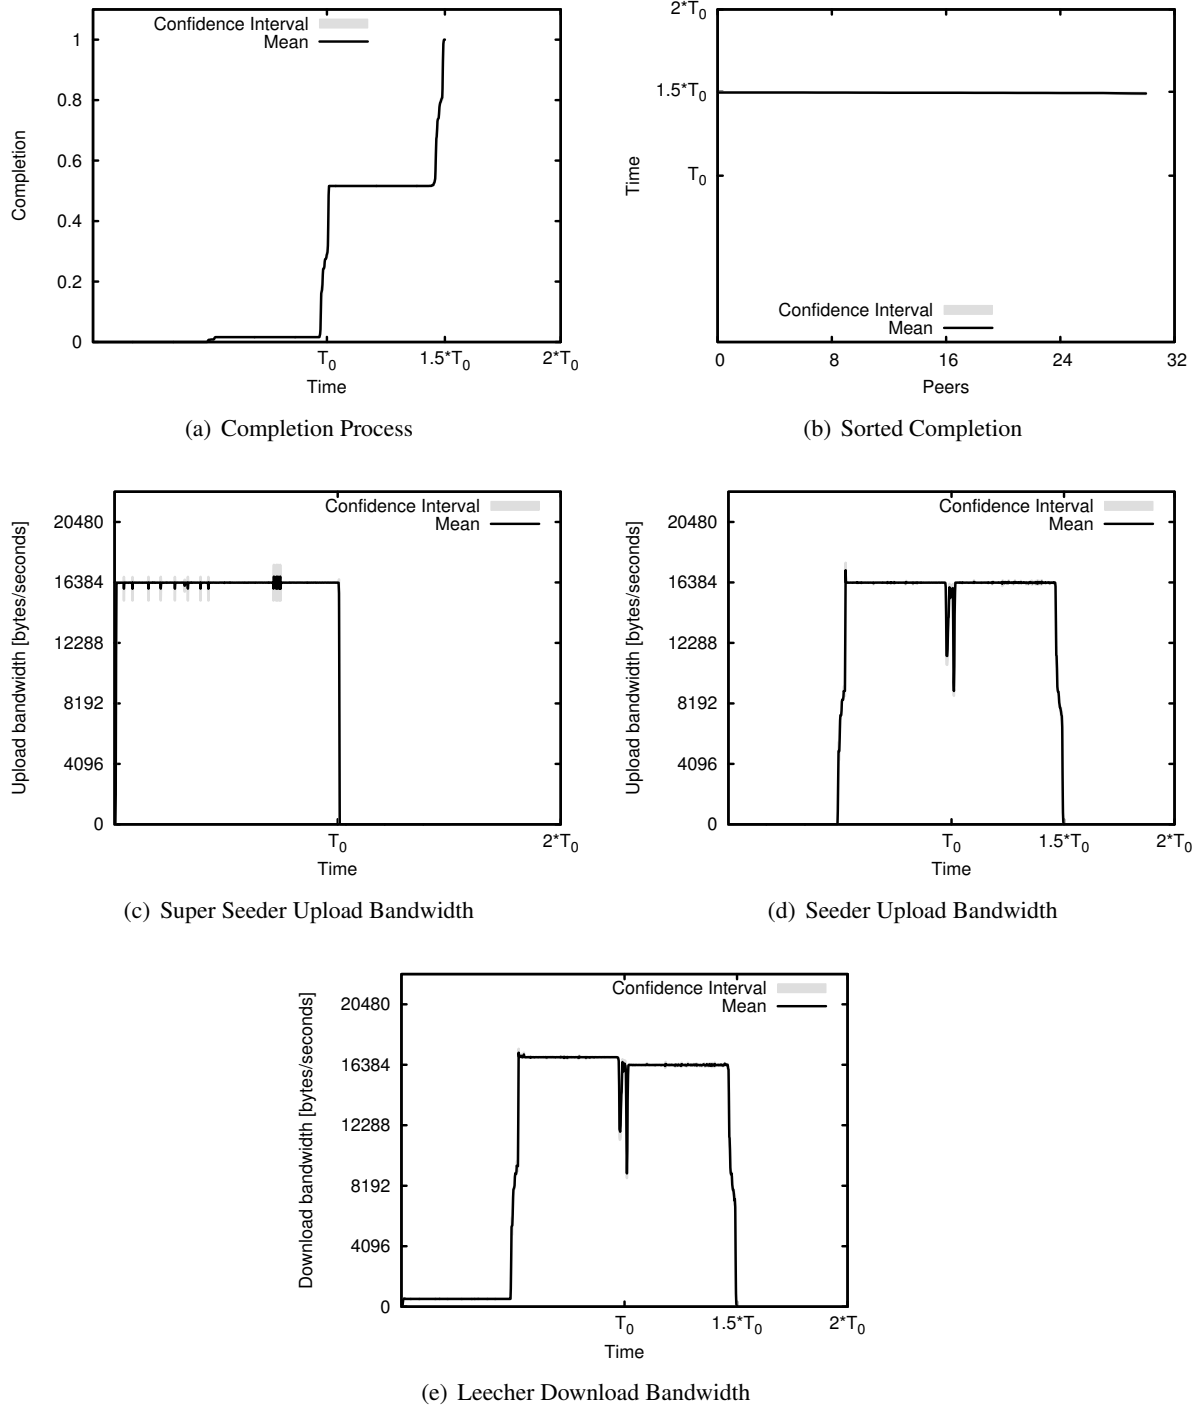 Confidence Interval
Mean
Completion
1
0.8
0.6
0.4
0.2
0
T0 1.5*T0 2*T0
Time
(a) Completion Process
2*T0
1.5*T0
T0
Time
Confidence Interval
Mean
0 8 16 24 32
Peers
(b) Sorted Completion
Confidence Interval
Mean
Upload bandwidth [bytes/seconds]
20480
16384
12288
8192
4096
0
T0 2*T0
Time
(c) Super Seeder Upload Bandwidth
Confidence Interval
Mean
Upload bandwidth [bytes/seconds]
20480
16384
12288
8192
4096
0
T0 1.5*T0 2*T0
Time
(d) Seeder Upload Bandwidth
Confidence Interval
Mean
Download bandwidth [bytes/seconds]
20480
16384
12288
8192
4096
0
T0 1.5*T0 2*T0
Time
(e) Leecher Download Bandwidth